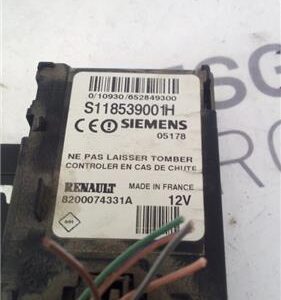 0/10930/652849300
S118539001H
CE SIEMENS
05178
NE PAS LAISSER TOMBER
CONTROLER EN CAS DE CHUTE
RENAULT MADE IN FRANCE
8200074331A 12V